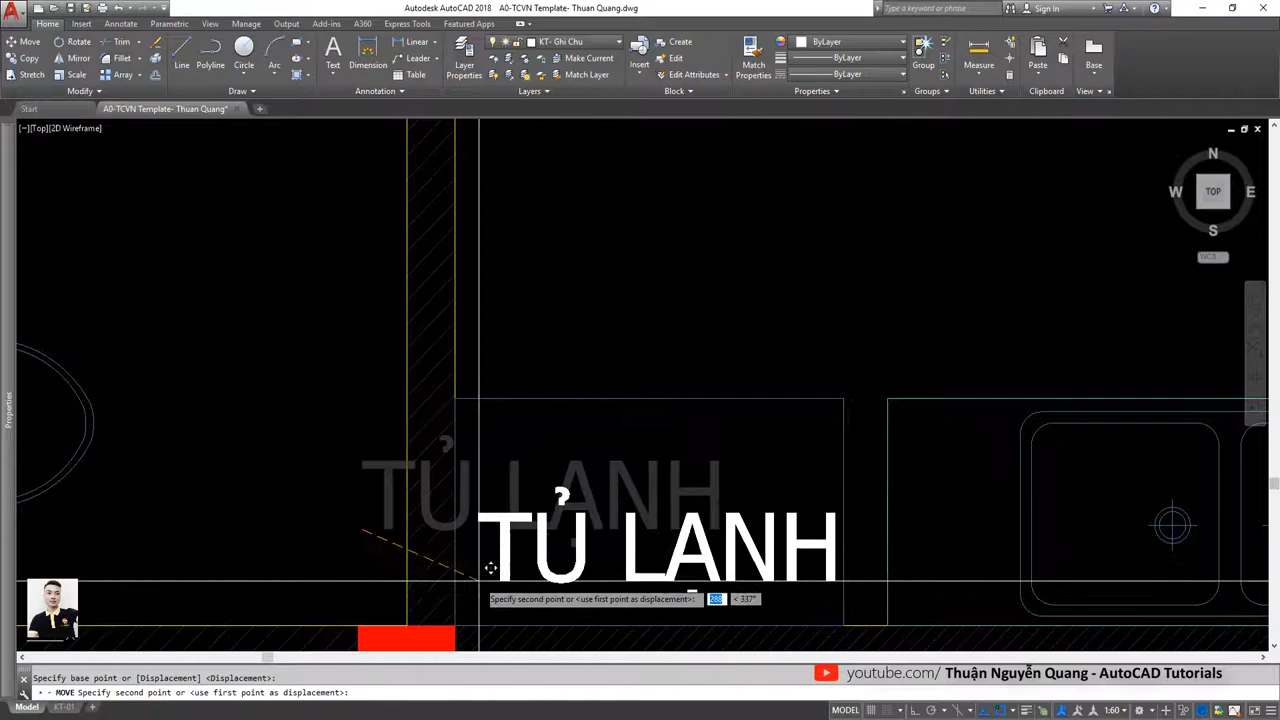 Autodesk AutoCAD 2018 A0-TCVN Template- Thuan Quang.dwg
Type a keyword or phrase
Sign In
Home Insert Annotate Parametric View Manage Output Add-ins A360 Express Tools Featured Apps
Move Rotate Trim
Copy Mirror Fillet
Stretch Scale Array
Modify
Line Polyline Circle Arc
Draw
Text Dimension
Linear
Leader
Table
Annotation
Layer
Properties
KT- Ghi Chu
Make Current
Match Layer
Layers
Insert
Create
Edit
Edit Attributes
Block
Match
Properties
ByLayer
ByLayer
ByLayer
Properties
Group
Groups
Measure
Utilities
Paste
Clipboard
Base
View
Start A0-TCVN Template- Thuan Quang*
[−][Top][2D Wireframe]
N
W TOP E
S
WCS
Properties
TỦ LẠNH
TỦ LẠNH
Specify second point or <use first point as displacement>: 288 < 337°
Specify base point or [Displacement] <Displacement>:
MOVE Specify second point or <use first point as displacement>:
youtube.com/ Thuận Nguyễn Quang - AutoCAD Tutorials
Model KT-01
MODEL 1:60